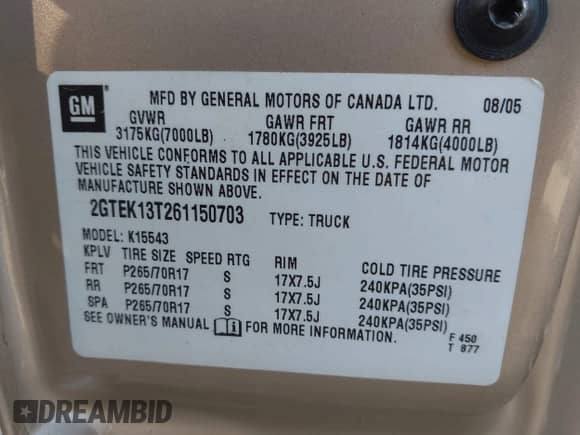 GM
MFD BY GENERAL MOTORS OF CANADA LTD. 08/05
GVWR GAWR FRT GAWR RR
3175KG(7000LB) 1780KG(3925LB) 1814KG(4000LB)
THIS VEHICLE CONFORMS TO ALL APPLICABLE U.S. FEDERAL MOTOR
VEHICLE SAFETY STANDARDS IN EFFECT ON THE DATE OF
MANUFACTURE SHOWN ABOVE.
2GTEK13T261150703 TYPE: TRUCK
MODEL: K15543
KPLV TIRE SIZE SPEED RTG RIM COLD TIRE PRESSURE
FRT P265/70R17 S 17X7.5J 240KPA(35PSI)
RR P265/70R17 S 17X7.5J 240KPA(35PSI)
SPA P265/70R17 S 17X7.5J 240KPA(35PSI)
SEE OWNER'S MANUAL i FOR MORE INFORMATION.
F 450
T 877
DREAMBID